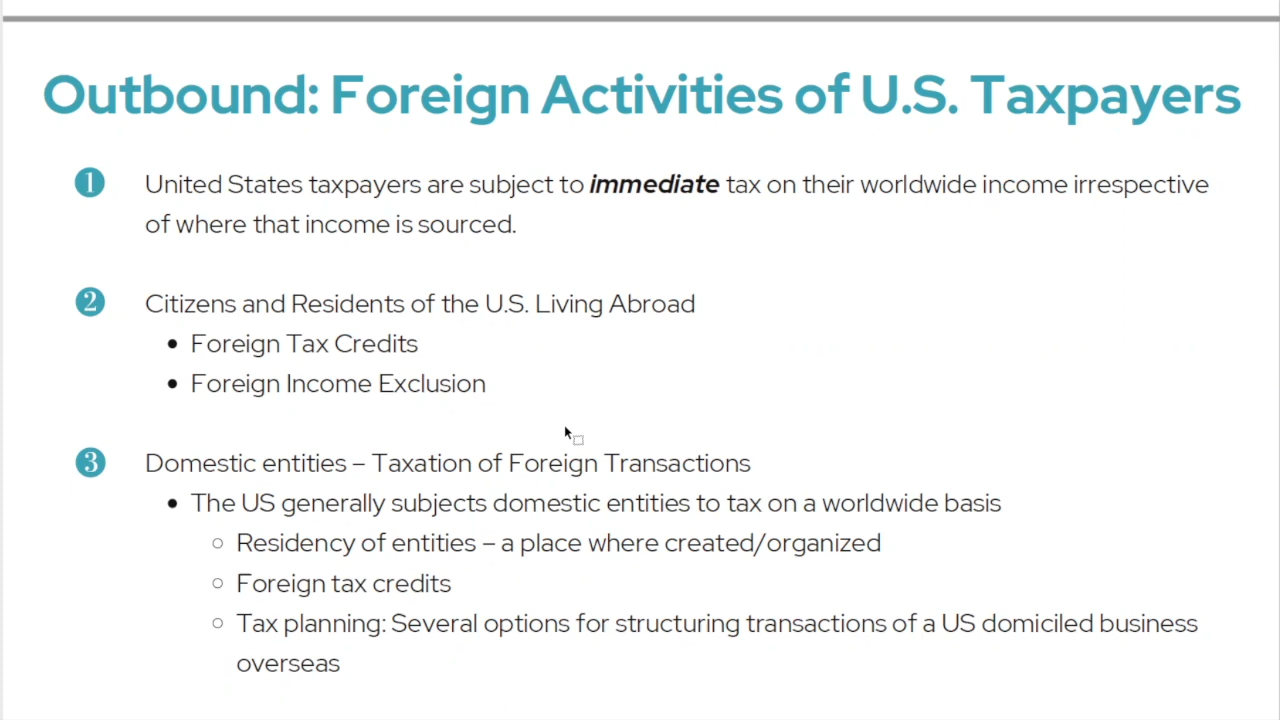 Outbound: Foreign Activities of U.S. Taxpayers
1 United States taxpayers are subject to immediate tax on their worldwide income irrespective
of where that income is sourced.
2 Citizens and Residents of the U.S. Living Abroad
• Foreign Tax Credits
• Foreign Income Exclusion
3 Domestic entities – Taxation of Foreign Transactions
• The US generally subjects domestic entities to tax on a worldwide basis
○ Residency of entities – a place where created/organized
○ Foreign tax credits
○ Tax planning: Several options for structuring transactions of a US domiciled business
overseas